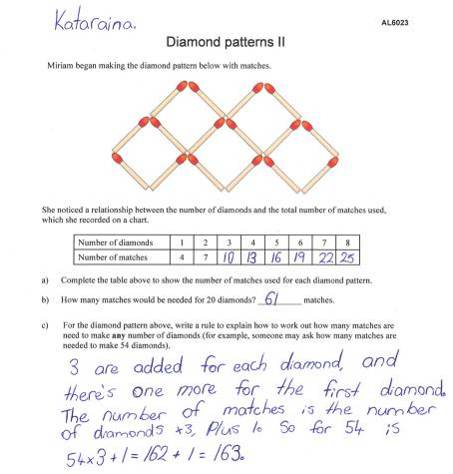 Kataraina.
AL6023
Diamond patterns II
Miriam began making the diamond pattern below with matches.
She noticed a relationship between the number of diamonds and the total number of matches used,
which she recorded on a chart.
Number of diamonds 1 2 3 4 5 6 7 8
Number of matches 4 7 10 13 16 19 22 25
a) Complete the table above to show the number of matches used for each diamond pattern.
b) How many matches would be needed for 20 diamonds? 61 matches.
c) For the diamond pattern above, write a rule to explain how to work out how many matches are
need to make any number of diamonds (for example, someone may ask how many matches are
needed to make 54 diamonds).
3 are added for each diamond, and
there's one more for the first diamond.
The number of matches is the number
of diamonds x3, Plus 1. So for 54 is
54x3+1=162+1=163.